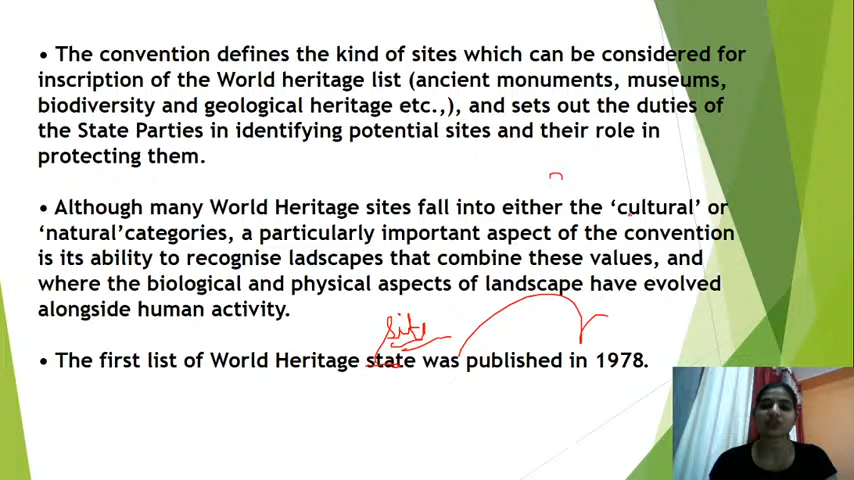 • The convention defines the kind of sites which can be considered for
inscription of the World heritage list (ancient monuments, museums,
biodiversity and geological heritage etc.,), and sets out the duties of
the State Parties in identifying potential sites and their role in
protecting them.
• Although many World Heritage sites fall into either the ‘cultural’ or
‘natural’categories, a particularly important aspect of the convention
is its ability to recognise ladscapes that combine these values, and
where the biological and physical aspects of landscape have evolved
alongside human activity.
site
• The first list of World Heritage state was published in 1978.